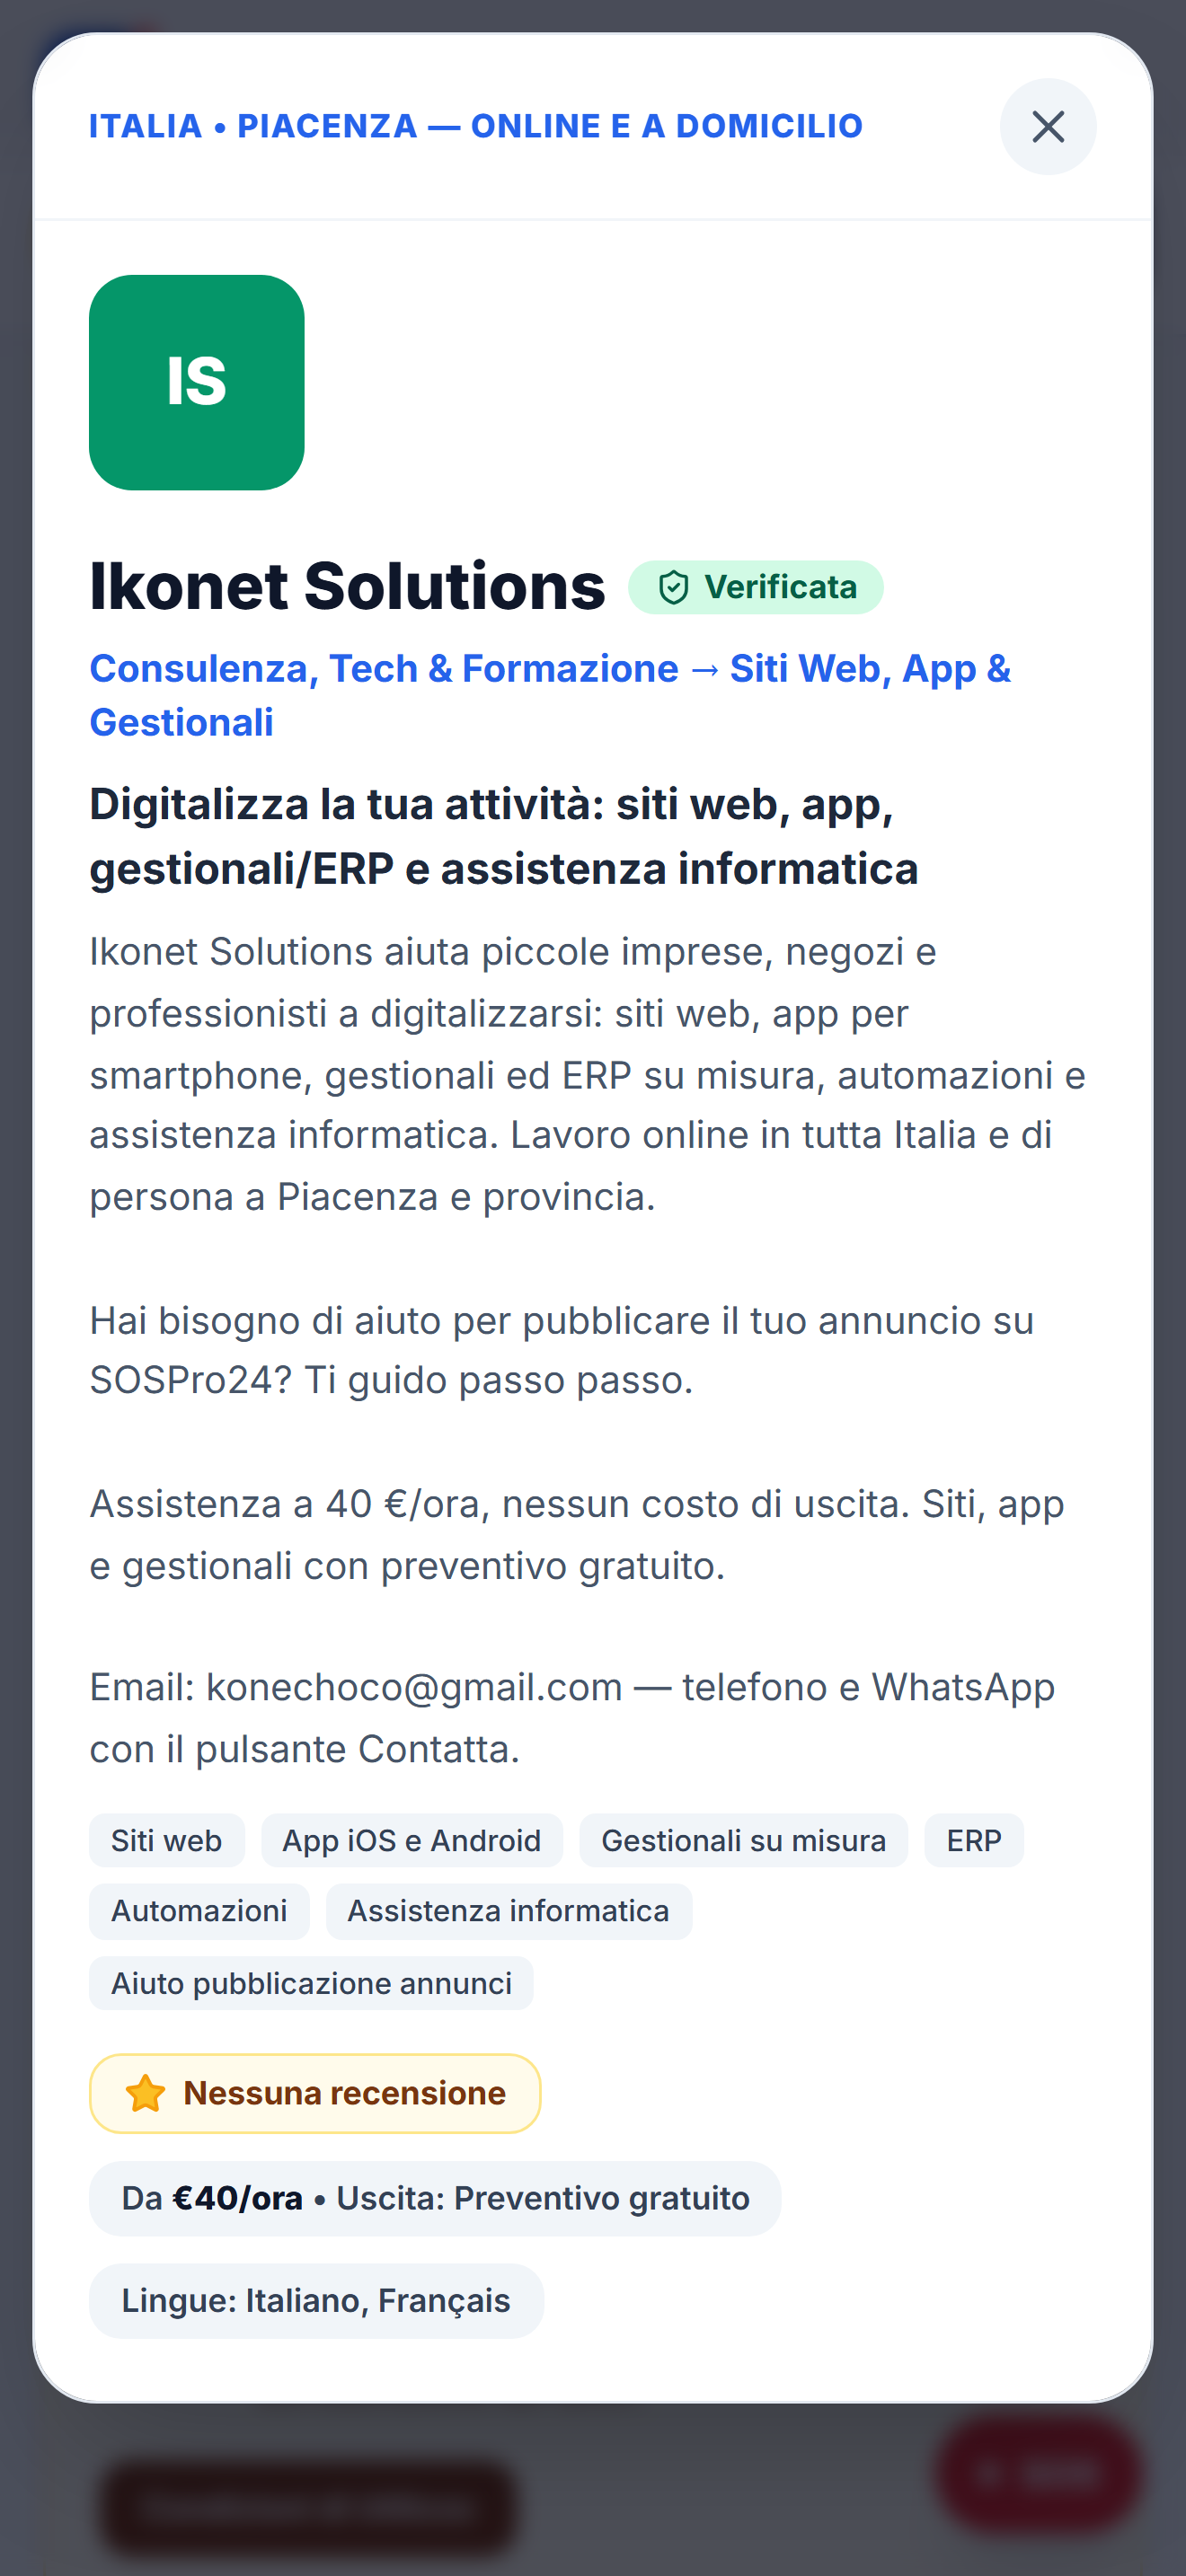 ITALIA • PIACENZA — ONLINE E A DOMICILIO
IS
Ikonet Solutions
Verificata
Consulenza, Tech & Formazione → Siti Web, App &
Gestionali
Digitalizza la tua attività: siti web, app,
gestionali/ERP e assistenza informatica
Ikonet Solutions aiuta piccole imprese, negozi e
professionisti a digitalizzarsi: siti web, app per
smartphone, gestionali ed ERP su misura, automazioni e
assistenza informatica. Lavoro online in tutta Italia e di
persona a Piacenza e provincia.
Hai bisogno di aiuto per pubblicare il tuo annuncio su
SOSPro24? Ti guido passo passo.
Assistenza a 40 €/ora, nessun costo di uscita. Siti, app
e gestionali con preventivo gratuito.
Email: konechoco@gmail.com — telefono e WhatsApp
con il pulsante Contatta.
Siti web App iOS e Android Gestionali su misura ERP
Automazioni Assistenza informatica
Aiuto pubblicazione annunci
Nessuna recensione
Da €40/ora • Uscita: Preventivo gratuito
Lingue: Italiano, Français